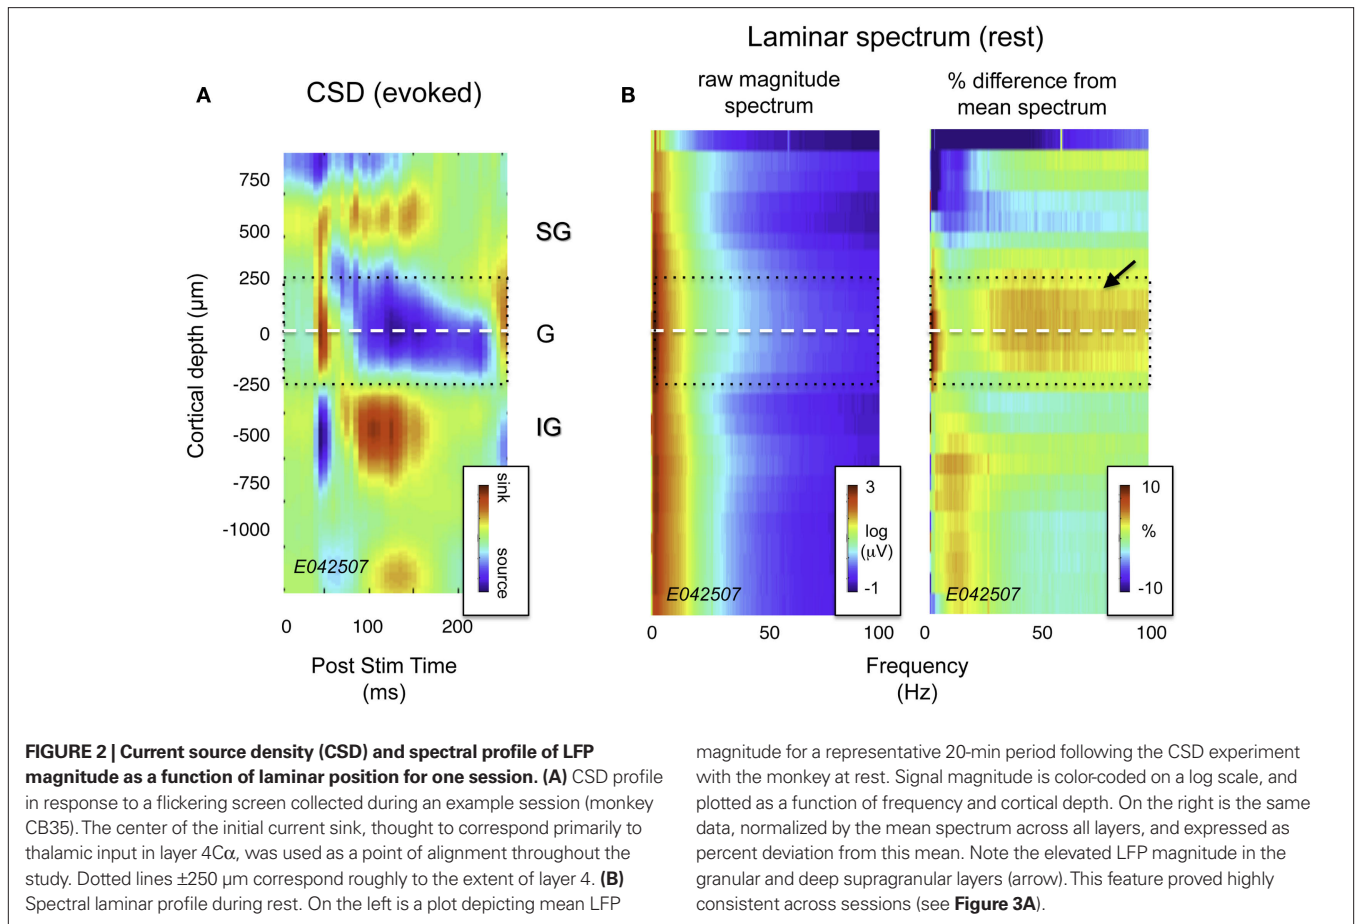 Laminar spectrum (rest)
A
CSD (evoked)
B
raw magnitude
spectrum
% difference from
mean spectrum
Cortical depth (µm)
750
500
250
0
-250
-500
-750
-1000
SG
G
IG
sink
source
E042507
0
100
200
Post Stim Time
(ms)
3
log
(µV)
-1
E042507
0
50
100
10
%
-10
E042507
0
50
100
Frequency
(Hz)
FIGURE 2 | Current source density (CSD) and spectral profile of LFP
magnitude as a function of laminar position for one session. (A) CSD profile
in response to a flickering screen collected during an example session (monkey
CB35). The center of the initial current sink, thought to correspond primarily to
thalamic input in layer 4Cα, was used as a point of alignment throughout the
study. Dotted lines ±250 µm correspond roughly to the extent of layer 4. (B)
Spectral laminar profile during rest. On the left is a plot depicting mean LFP
magnitude for a representative 20-min period following the CSD experiment
with the monkey at rest. Signal magnitude is color-coded on a log scale, and
plotted as a function of frequency and cortical depth. On the right is the same
data, normalized by the mean spectrum across all layers, and expressed as
percent deviation from this mean. Note the elevated LFP magnitude in the
granular and deep supragranular layers (arrow). This feature proved highly
consistent across sessions (see Figure 3A).